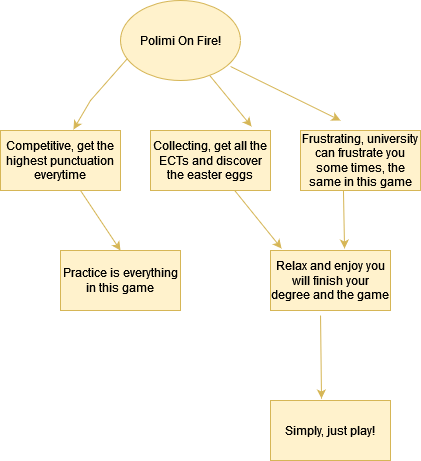 Polimi On Fire!
Competitive, get the
highest punctuation
everytime
Collecting, get all the
ECTs and discover
the easter eggs
Frustrating, university
can frustrate you
some times, the
same in this game
Practice is everything
in this game
Relax and enjoy you
will finish your
degree and the game
Simply, just play!